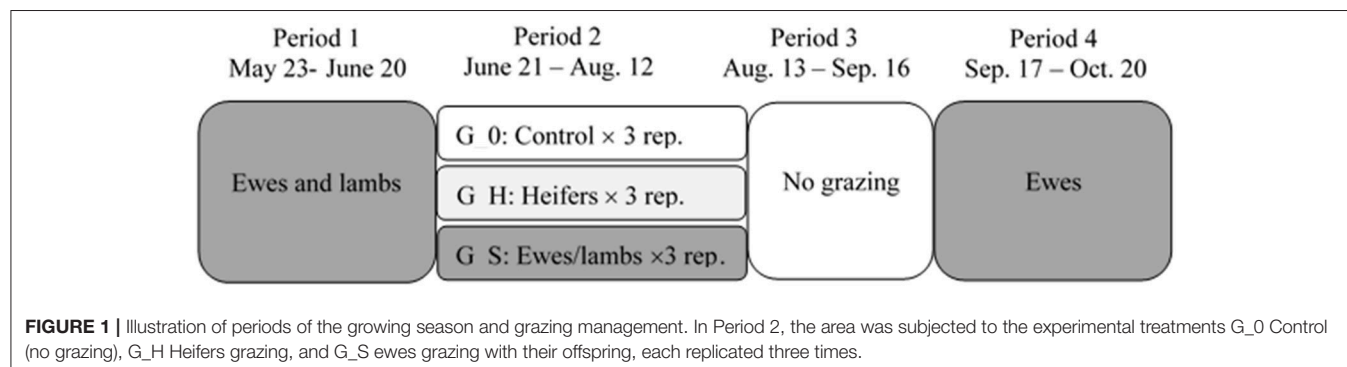 Period 1
May 23- June 20
Period 2
June 21 – Aug. 12
Period 3
Aug. 13 – Sep. 16
Period 4
Sep. 17 – Oct. 20
Ewes and lambs
G_0: Control × 3 rep.
G_H: Heifers × 3 rep.
G_S: Ewes/lambs ×3 rep.
No grazing
Ewes
FIGURE 1 | Illustration of periods of the growing season and grazing management. In Period 2, the area was subjected to the experimental treatments G_0 Control
(no grazing), G_H Heifers grazing, and G_S ewes grazing with their offspring, each replicated three times.